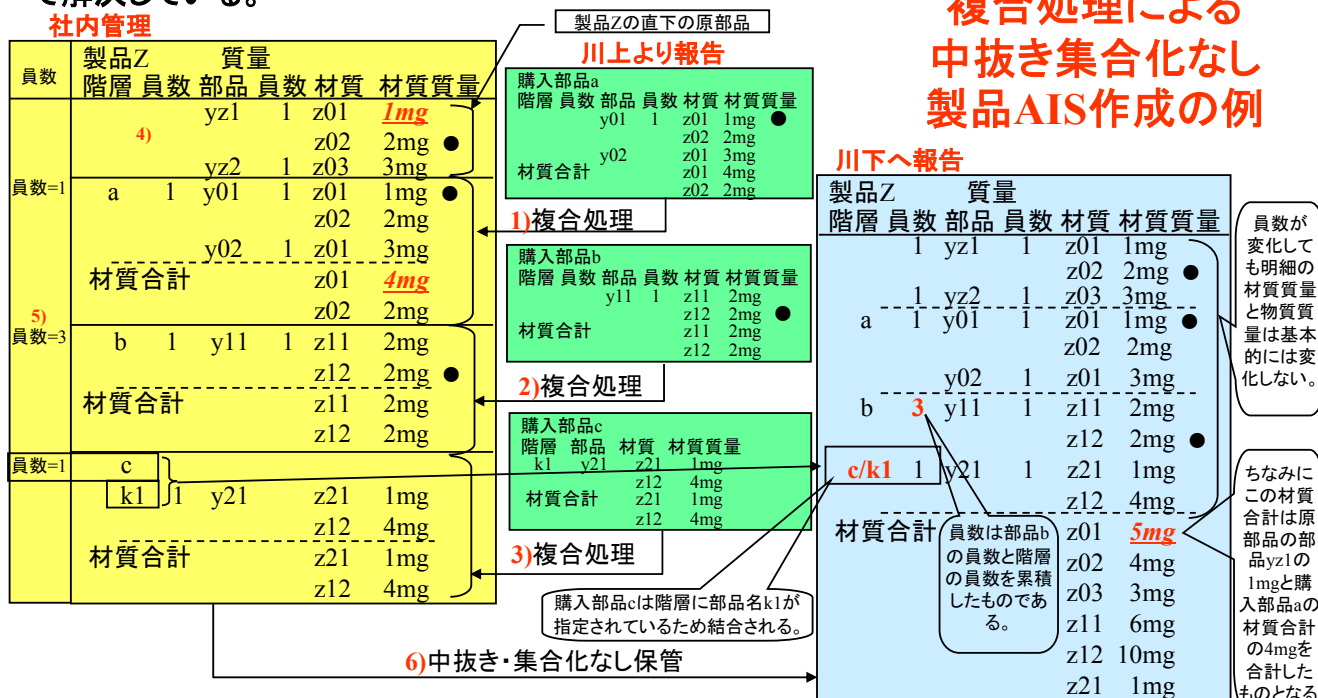 で解決している。
複合処理による
中抜き集合化なし
製品AIS作成の例
社内管理
員数
製品Z 質量
階層 員数 部品 員数 材質 材質質量
yz1 1 z01 1mg
4)
z02 2mg ●
yz2 1 z03 3mg
員数=1
a 1 y01 1 z01 1mg ●
z02 2mg
y02 1 z01 3mg
材質合計 z01 4mg
z02 2mg
5)
員数=3
b 1 y11 1 z11 2mg
z12 2mg ●
材質合計 z11 2mg
z12 2mg
員数=1
c
k1 1 y21 z21 1mg
z12 4mg
材質合計 z21 1mg
z12 4mg
製品Zの直下の原部品
川上より報告
購入部品a
階層 員数 部品 員数 材質 材質質量
y01 1 z01 1mg ●
z02 2mg
y02 z01 3mg
材質合計 z01 4mg
z02 2mg
1)複合処理
購入部品b
階層 員数 部品 員数 材質 材質質量
y11 1 z11 2mg
z12 2mg ●
材質合計 z11 2mg
z12 2mg
2)複合処理
購入部品c
階層 部品 材質 材質質量
k1 y21 z21 1mg
z12 4mg
材質合計 z21 1mg
z12 4mg
3)複合処理
購入部品cは階層に部品名k1が
指定されているため結合される。
6)中抜き・集合化なし保管
川下へ報告
製品Z 質量
階層 員数 部品 員数 材質 材質質量
1 yz1 1 z01 1mg
z02 2mg ●
1 yz2 1 z03 3mg
a 1 y01 1 z01 1mg ●
z02 2mg
y02 1 z01 3mg
b 3 y11 1 z11 2mg
z12 2mg ●
c/k1 1 y21 1 z21 1mg
z12 4mg
材質合計 z01 5mg
z02 4mg
z03 3mg
z11 6mg
z12 10mg
z21 1mg
員数は部品b
の員数と階層
の員数を累積
したものであ
る。
員数が
変化して
も明細の
材質質量
と物質質
量は基本
的には変
化しない。
ちなみに
この材質
合計は原
部品の部
品yz1の
1mgと購
入部品aの
材質合計
の4mgを
合計した
ものとなる